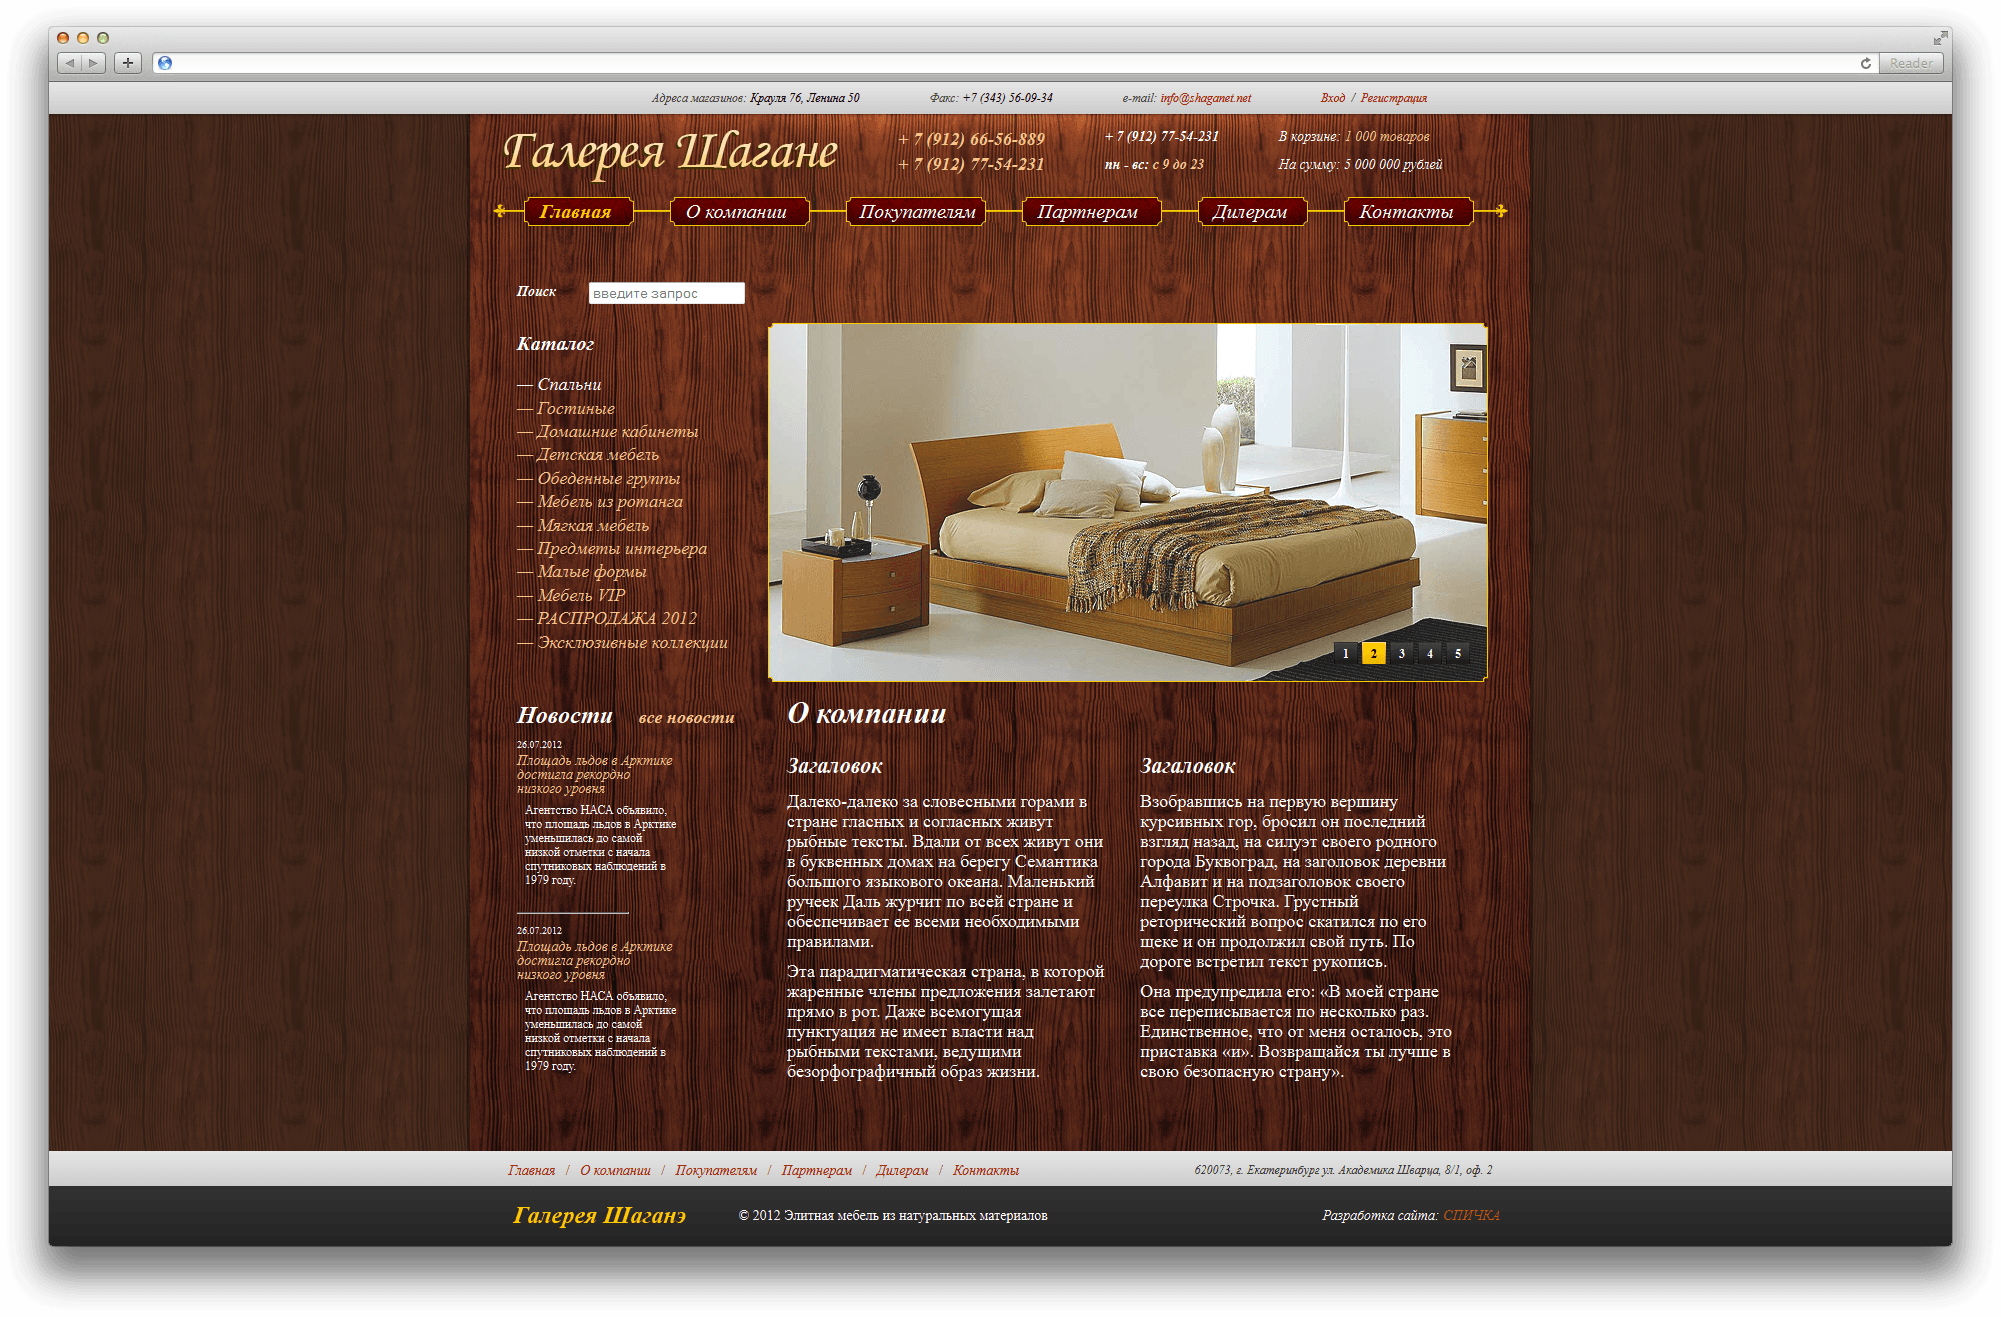 Reader
Адреса магазинов: Крауля 76, Ленина 50 Факс: +7 (343) 56-09-34 e-mail: info@shaganet.net Вход / Регистрация
Галерея Шагане
+ 7 (912) 66-56-889
+ 7 (912) 77-54-231
+ 7 (912) 77-54-231
пн - вс: с 9 до 23
В корзине: 1 000 товаров
На сумму: 5 000 000 рублей
Главная О компании Покупателям Партнерам Дилерам Контакты
Поиск введите запрос
Каталог
— Спальни
— Гостиные
— Домашние кабинеты
— Детская мебель
— Обеденные группы
— Мебель из ротанга
— Мягкая мебель
— Предметы интерьера
— Малые формы
— Мебель VIP
— РАСПРОДАЖА 2012
— Эксклюзивные коллекции
1 2 3 4 5
Новости все новости
26.07.2012
Площадь льдов в Арктике
достигла рекордно
низкого уровня
Агентство НАСА объявило,
что площадь льдов в Арктике
уменьшилась до самой
низкой отметки с начала
спутниковых наблюдений в
1979 году.
26.07.2012
Площадь льдов в Арктике
достигла рекордно
низкого уровня
Агентство НАСА объявило,
что площадь льдов в Арктике
уменьшилась до самой
низкой отметки с начала
спутниковых наблюдений в
1979 году.
О компании
Загаловок
Далеко-далеко за словесными горами в
стране гласных и согласных живут
рыбные тексты. Вдали от всех живут они
в буквенных домах на берегу Семантика
большого языкового океана. Маленький
ручеек Даль журчит по всей стране и
обеспечивает ее всеми необходимыми
правилами.
Эта парадигматическая страна, в которой
жаренные члены предложения залетают
прямо в рот. Даже всемогущая
пунктуация не имеет власти над
рыбными текстами, ведущими
безорфографичный образ жизни.
Загаловок
Взобравшись на первую вершину
курсивных гор, бросил он последний
взгляд назад, на силуэт своего родного
города Буквоград, на заголовок деревни
Алфавит и на подзаголовок своего
переулка Строчка. Грустный
реторический вопрос скатился по его
щеке и он продолжил свой путь. По
дороге встретил текст рукопись.
Она предупредила его: «В моей стране
все переписывается по несколько раз.
Единственное, что от меня осталось, это
приставка «и». Возвращайся ты лучше в
свою безопасную страну».
Главная / О компании / Покупателям / Партнерам / Дилерам / Контакты 620073, г. Екатеринбург ул. Академика Шварца, 8/1, оф. 2
Галерея Шаганэ © 2012 Элитная мебель из натуральных материалов Разработка сайта: СПИЧКА